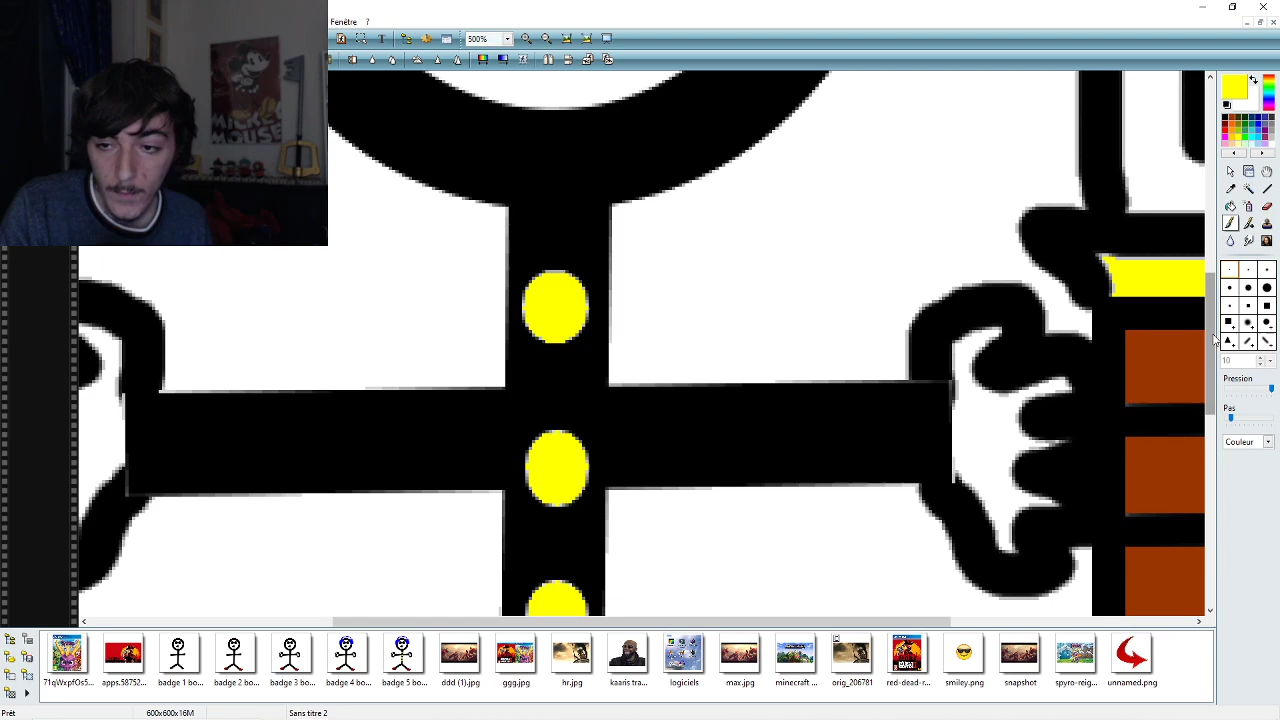 Fenêtre ?
500%
MICKEY
MOUSE
10
Pression
Pas
Couleur
71qWxpfOs5... apps.58752... badge 1 bo... badge 2 bo... badge 3 bo... badge 4 bo... badge 5 bo... ddd (1).jpg ggg.jpg hr.jpg kaaris tra... logiciels max.jpg minecraft ... orig_206781 red-dead-r... smiley.png snapshot spyro-reig... unnamed.png
Prêt 600x600x16M Sans titre 2